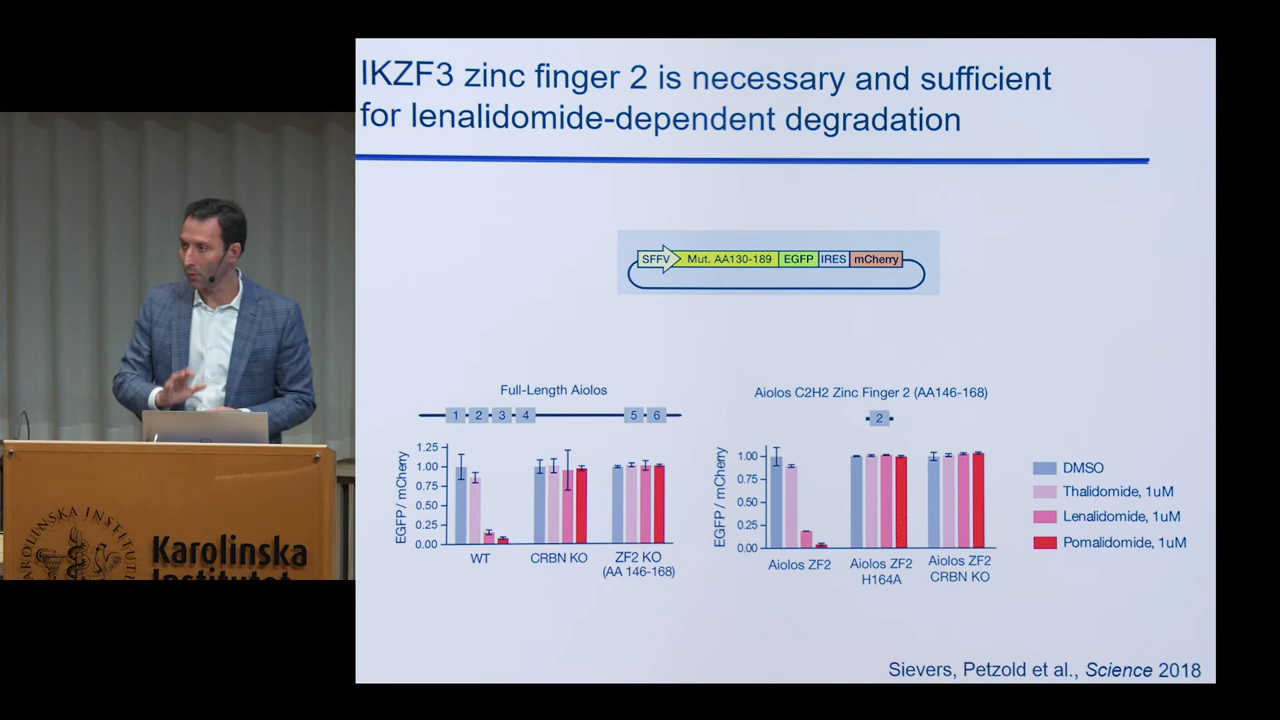 IKZF3 zinc finger 2 is necessary and sufficient
for lenalidomide-dependent degradation
SFFV Mut. AA130-189 EGFP IRES mCherry
Full-Length Aiolos
1 2 3 4 5 6
EGFP / mCherry
1.25
1.00
0.75
0.50
0.25
0.00
WT
CRBN KO
ZF2 KO
(AA 146-168)
Aiolos C2H2 Zinc Finger 2 (AA146-168)
2
EGFP / mCherry
1.00
0.75
0.50
0.25
0.00
Aiolos ZF2
Aiolos ZF2
H164A
Aiolos ZF2
CRBN KO
DMSO
Thalidomide, 1uM
Lenalidomide, 1uM
Pomalidomide, 1uM
Sievers, Petzold et al., Science 2018
Karolinska
Institutet